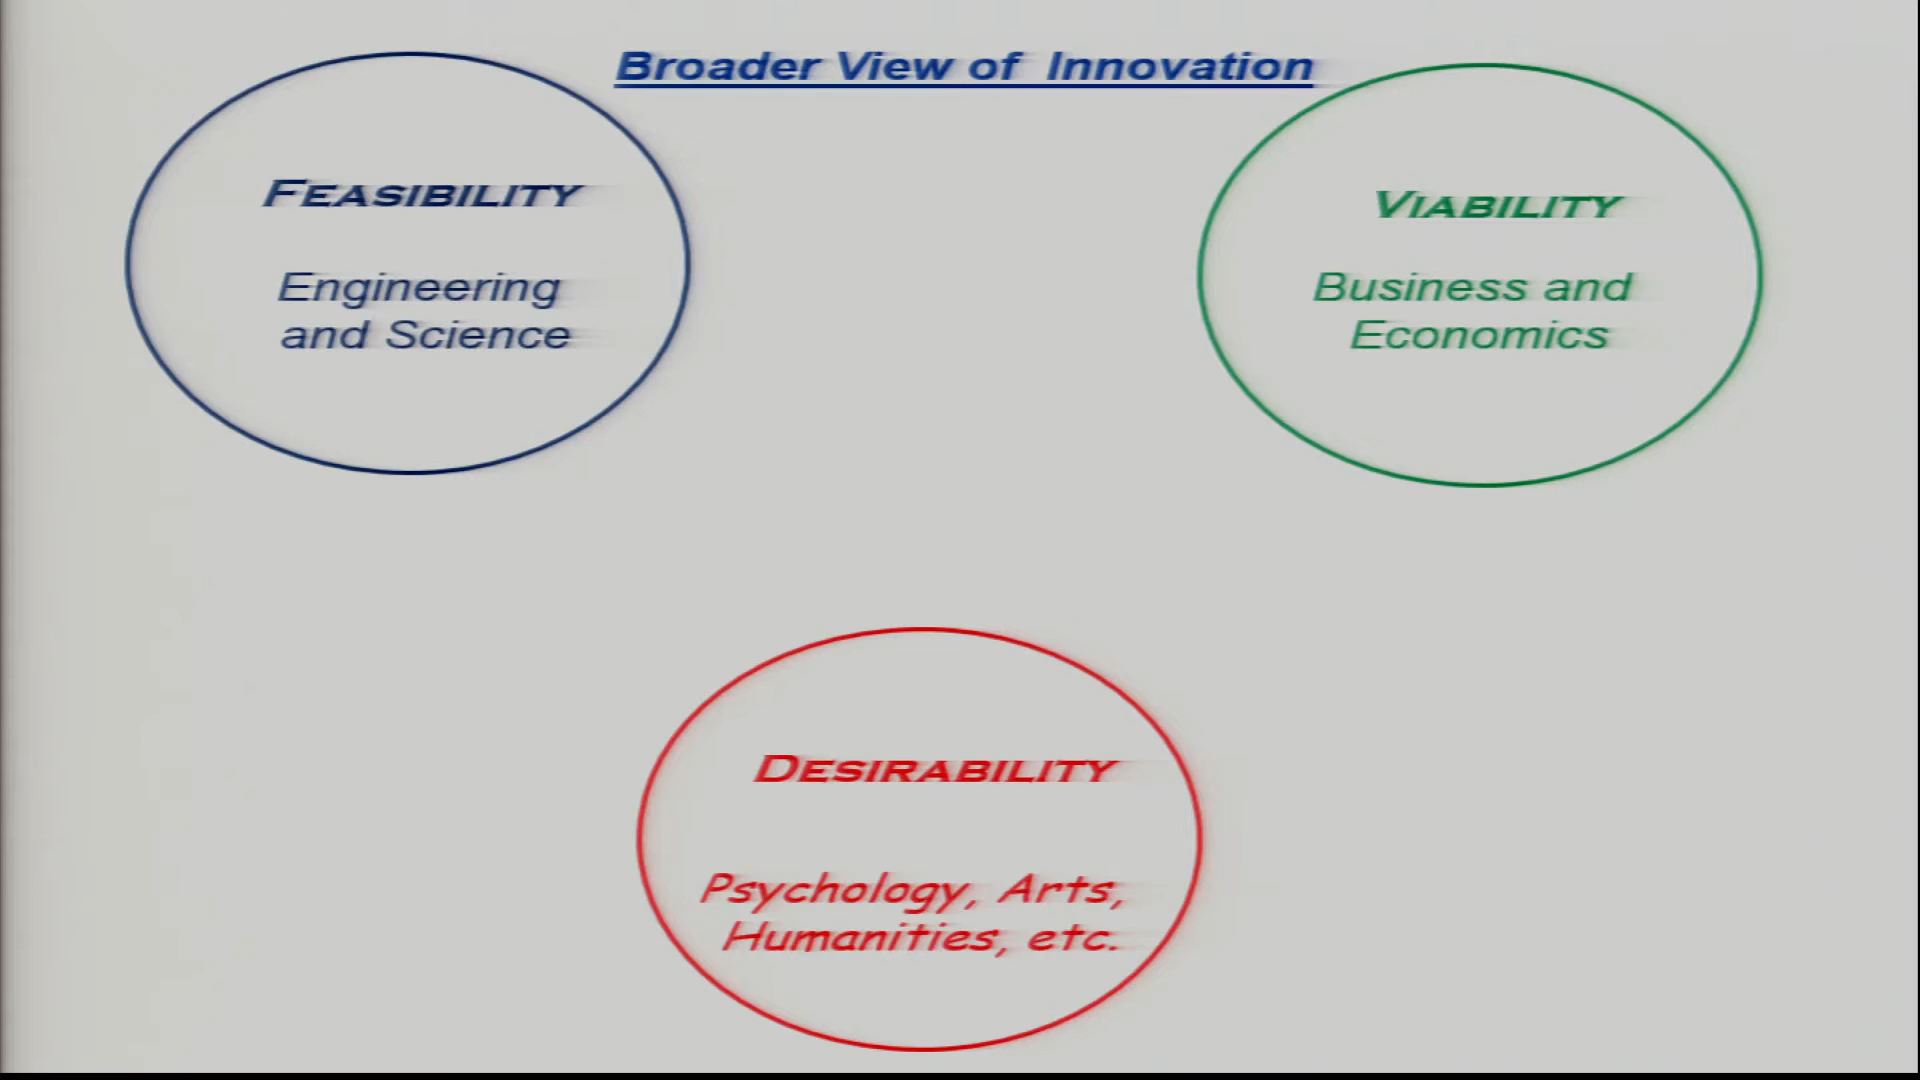 Broader View of Innovation
FEASIBILITY
Engineering
and Science
VIABILITY
Business and
Economics
DESIRABILITY
Psychology, Arts,
Humanities, etc.